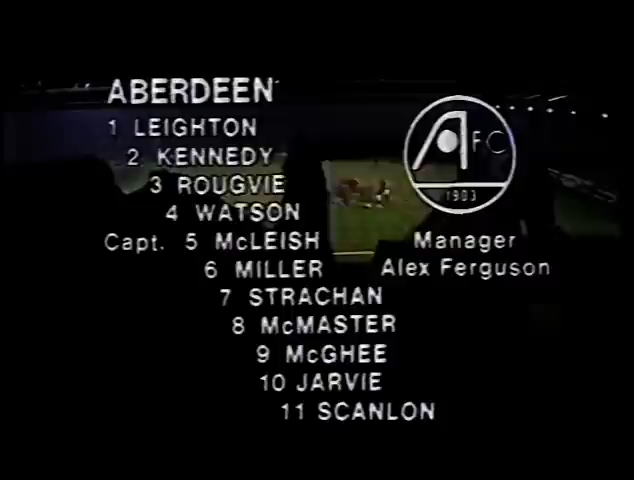 ABERDEEN
1 LEIGHTON
2 KENNEDY
3 ROUGVIE
4 WATSON
Capt. 5 McLEISH
6 MILLER
7 STRACHAN
8 McMASTER
9 McGHEE
10 JARVIE
11 SCANLON
AFC
1903
Manager
Alex Ferguson